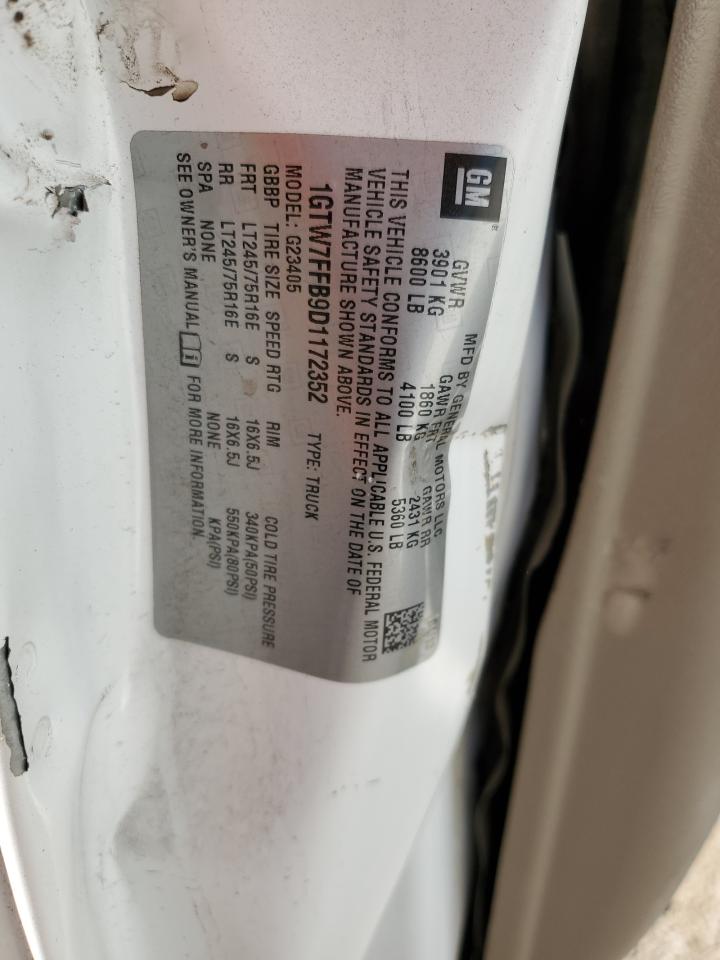 GM
MFD BY GENERAL MOTORS LLC
GVWR GAWR FRT GAWR RR
3901 KG 1860 KG 2431 KG
8600 LB 4100 LB 5360 LB
THIS VEHICLE CONFORMS TO ALL APPLICABLE U.S. FEDERAL MOTOR
VEHICLE SAFETY STANDARDS IN EFFECT ON THE DATE OF
MANUFACTURE SHOWN ABOVE.
1GTW7FFB9D1172352 TYPE: TRUCK
MODEL: G23405
GBBP TIRE SIZE SPEED RTG RIM COLD TIRE PRESSURE
FRT LT245/75R16E S 16X6.5J 340KPA(50PSI)
RR LT245/75R16E S 16X6.5J 550KPA(80PSI)
SPA NONE NONE KPA(PSI)
SEE OWNER'S MANUAL FOR MORE INFORMATION.